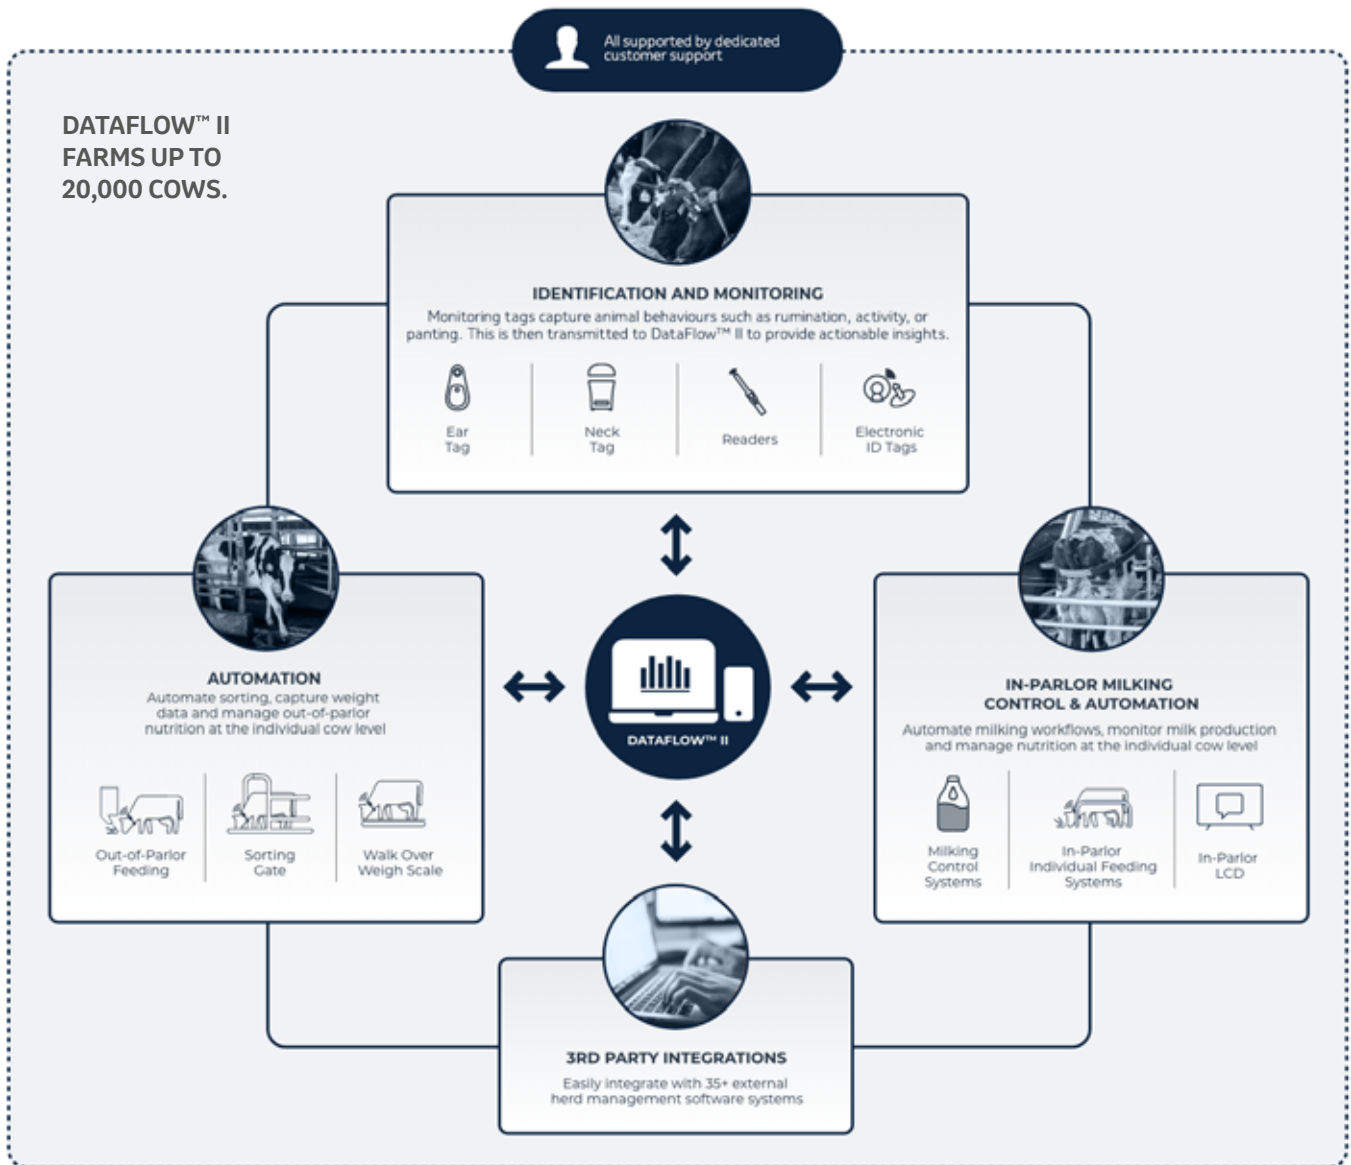 All supported by dedicated
customer support
DATAFLOW™ II
FARMS UP TO
20,000 COWS.
IDENTIFICATION AND MONITORING
Monitoring tags capture animal behaviours such as rumination, activity, or
panting. This is then transmitted to DataFlow™ II to provide actionable insights.
Ear
Tag
Neck
Tag
Readers
Electronic
ID Tags
AUTOMATION
Automate sorting, capture weight
data and manage out-of-parlor
nutrition at the individual cow level
Out-of-Parlor
Feeding
Sorting
Gate
Walk Over
Weigh Scale
DATAFLOW™ II
IN-PARLOR MILKING
CONTROL & AUTOMATION
Automate milking workflows, monitor milk production
and manage nutrition at the individual cow level
Milking
Control
Systems
In-Parlor
Individual Feeding
Systems
In-Parlor
LCD
3RD PARTY INTEGRATIONS
Easily integrate with 35+ external
herd management software systems